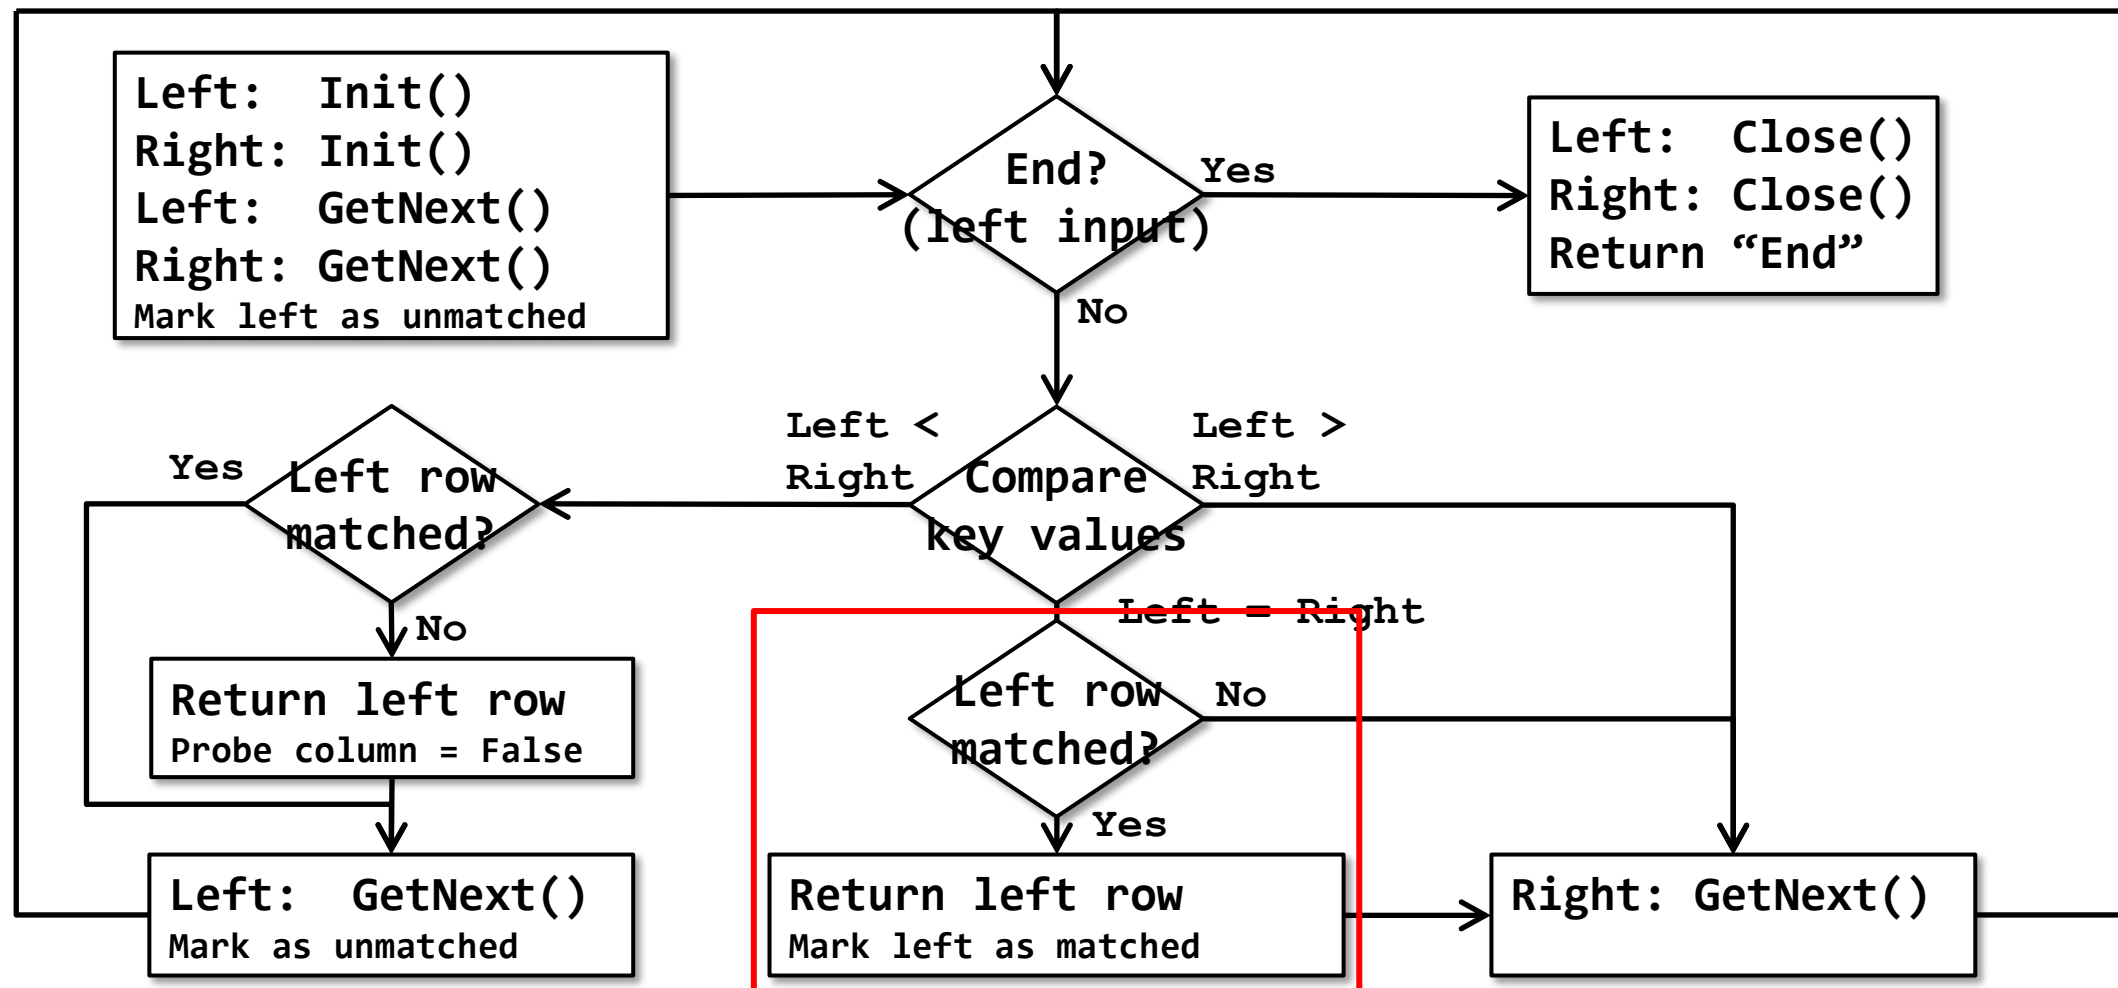 Left:  Init()
Right: Init()
Left:  GetNext()
Right: GetNext()
Mark left as unmatched
End?
(left input)
Yes
No
Left:  Close()
Right: Close()
Return “End”
Left <
Right
Compare
key values
Left >
Right
Left = Right
Yes
Left row
matched?
No
Return left row
Probe column = False
Left:  GetNext()
Mark as unmatched
Left row
matched?
No
Yes
Return left row
Mark left as matched
Right: GetNext()